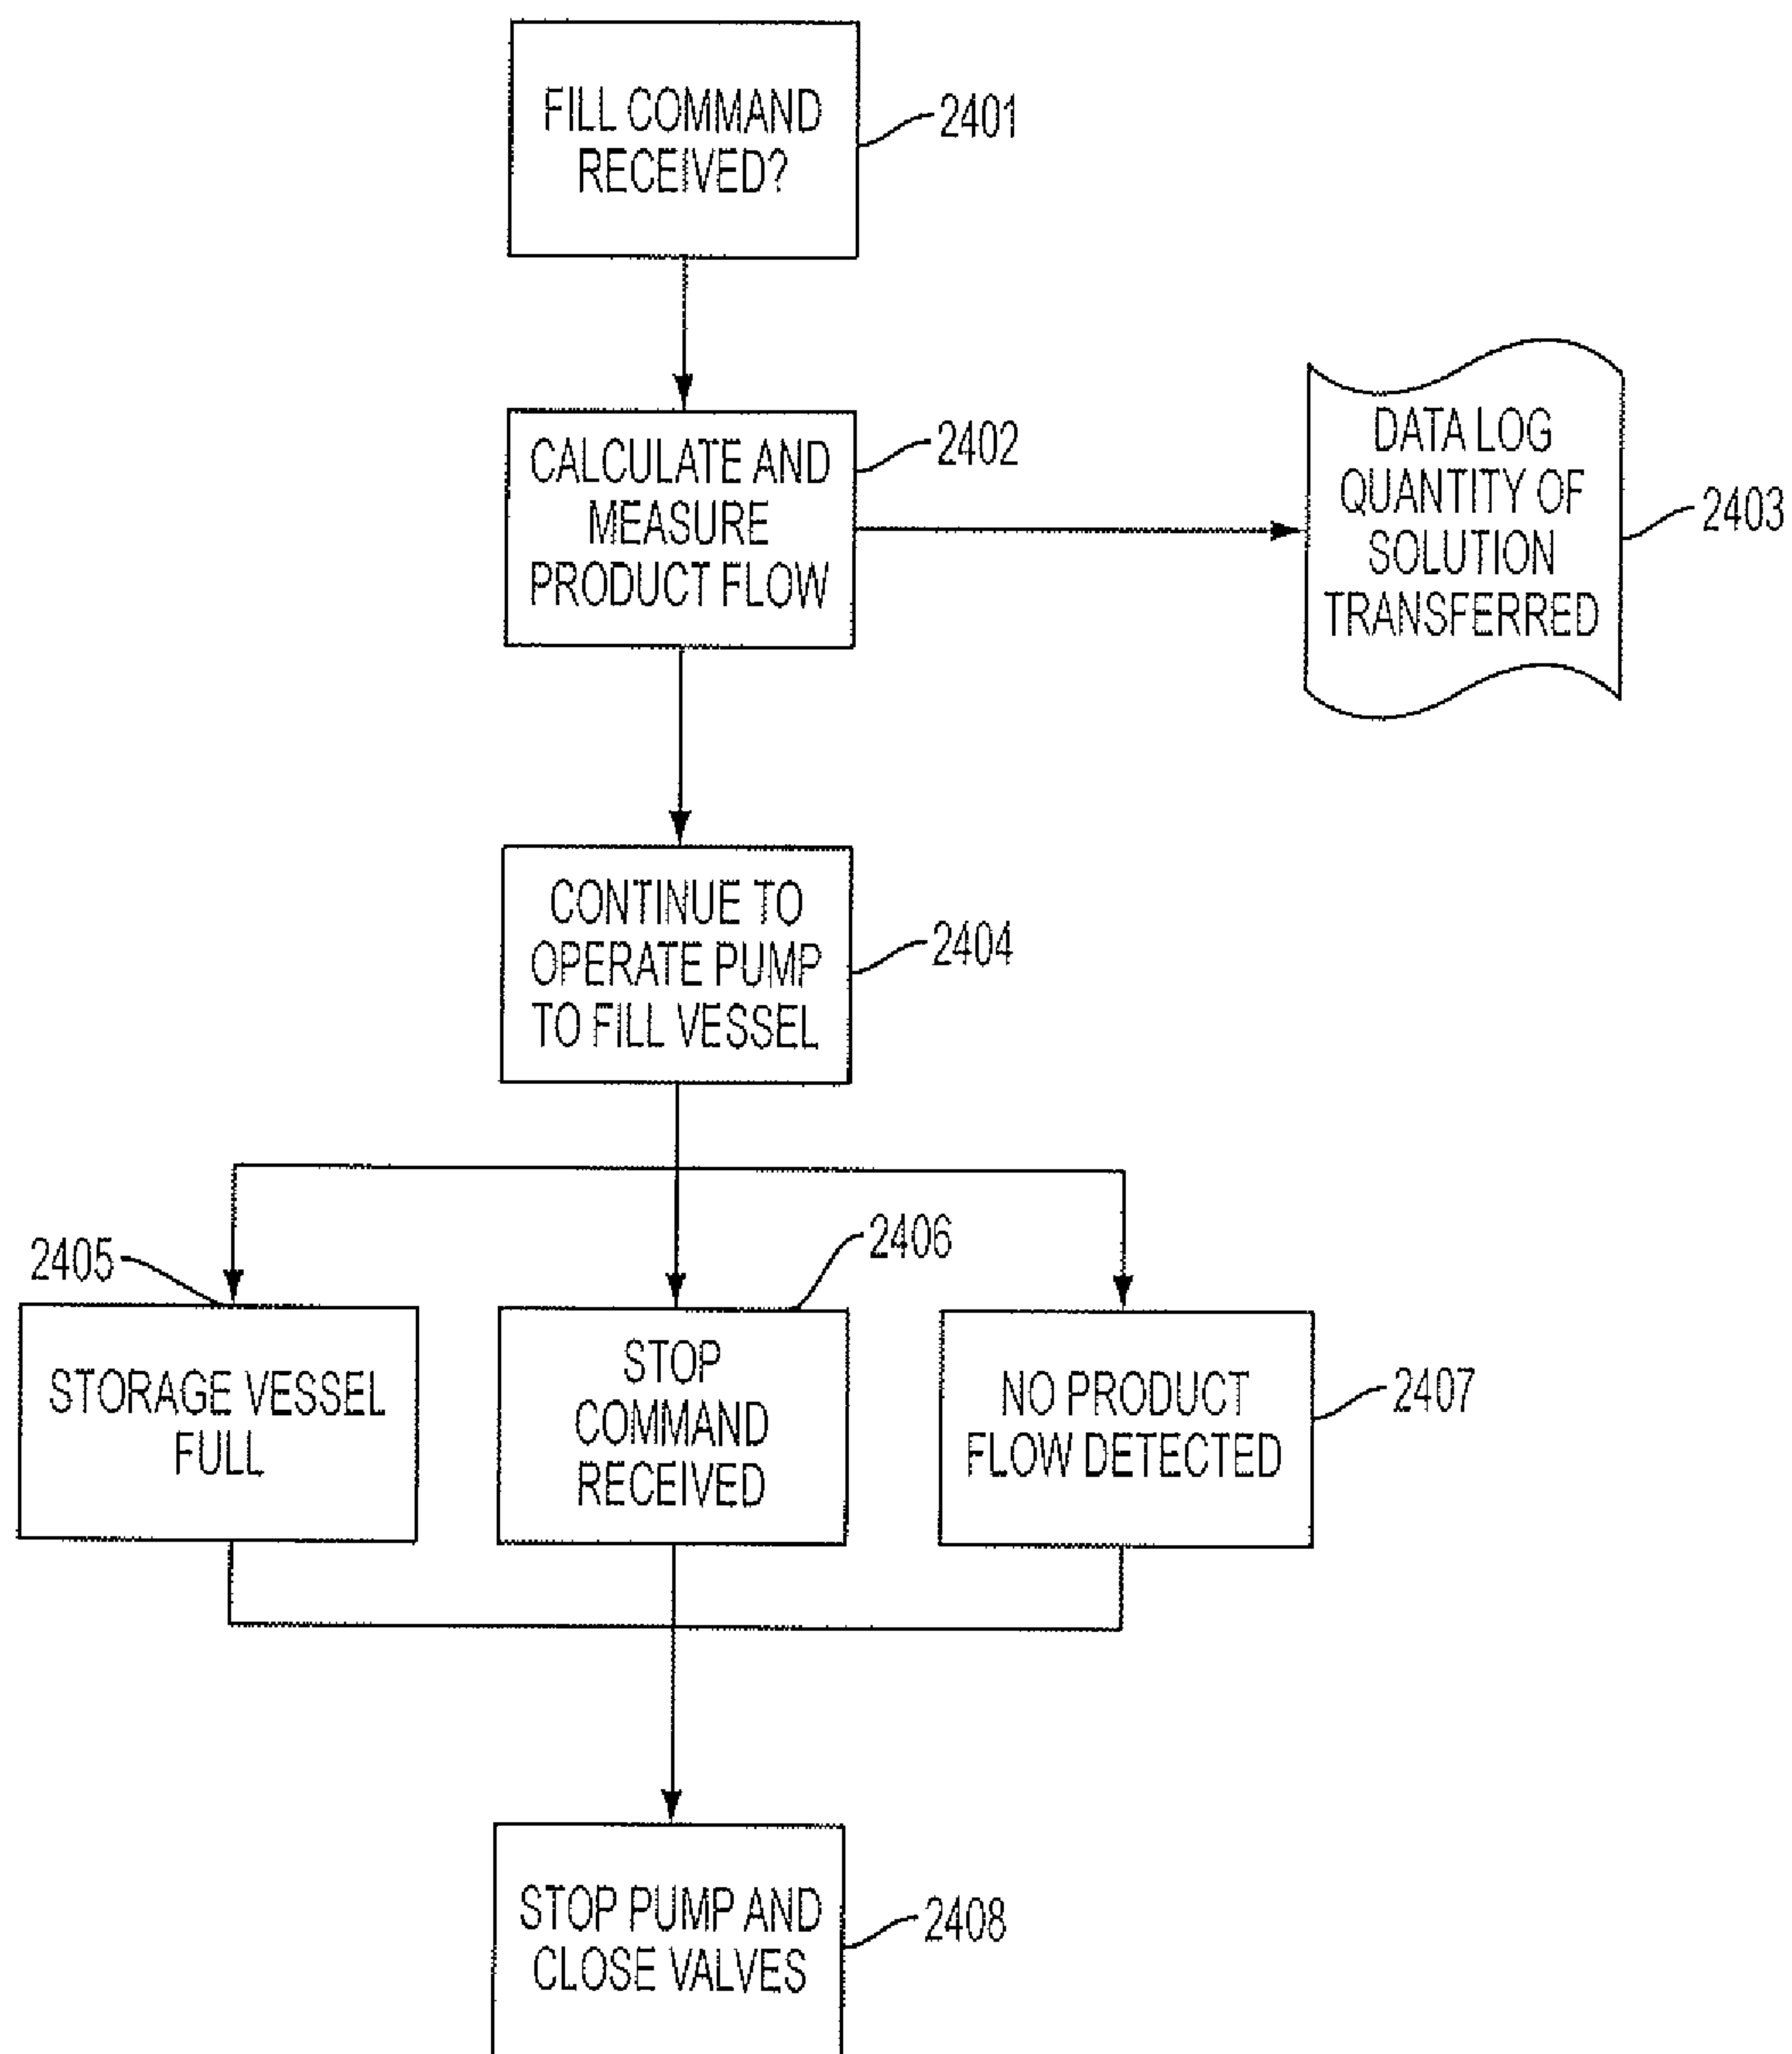 FILL COMMAND
RECEIVED?
2401
CALCULATE AND
MEASURE
PRODUCT FLOW
2402
DATA LOG
QUANTITY OF
SOLUTION
TRANSFERRED
2403
CONTINUE TO
OPERATE PUMP
TO FILL VESSEL
2404
2405
STORAGE VESSEL
FULL
2406
STOP
COMMAND
RECEIVED
NO PRODUCT
FLOW DETECTED
2407
STOP PUMP AND
CLOSE VALVES
2408